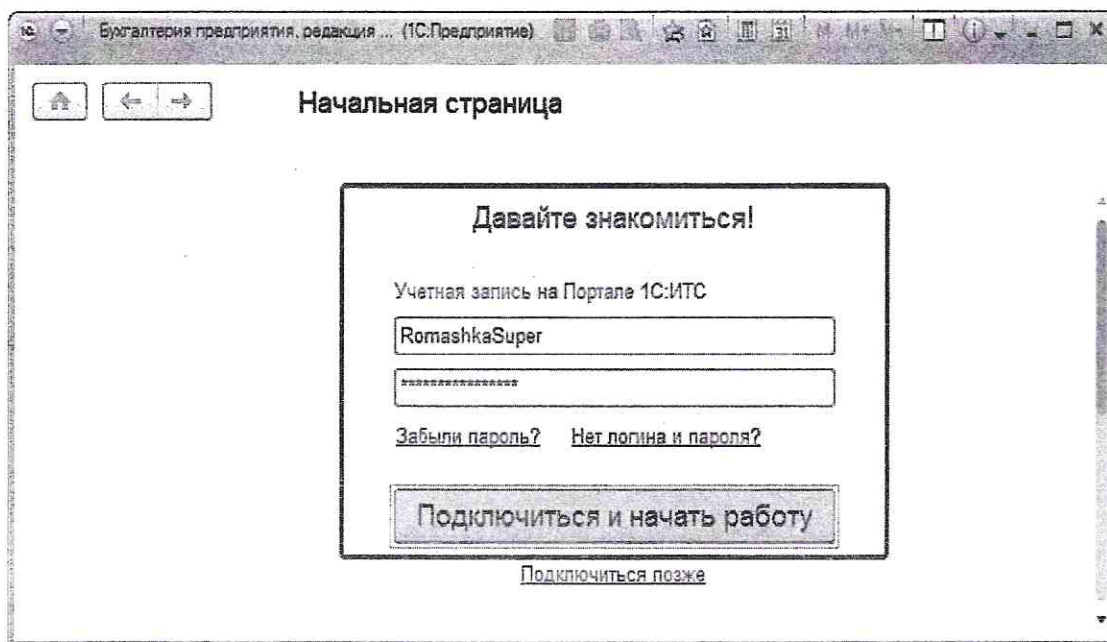 Бухгалтерия предприятия, редакция ... (1С:Предприятие) 31 M M+ M-
Начальная страница
Давайте знакомиться!
Учетная запись на Портале 1С:ИТС
RomashkaSuper
****************
Забыли пароль? Нет логина и пароля?
Подключиться и начать работу
Подключиться позже